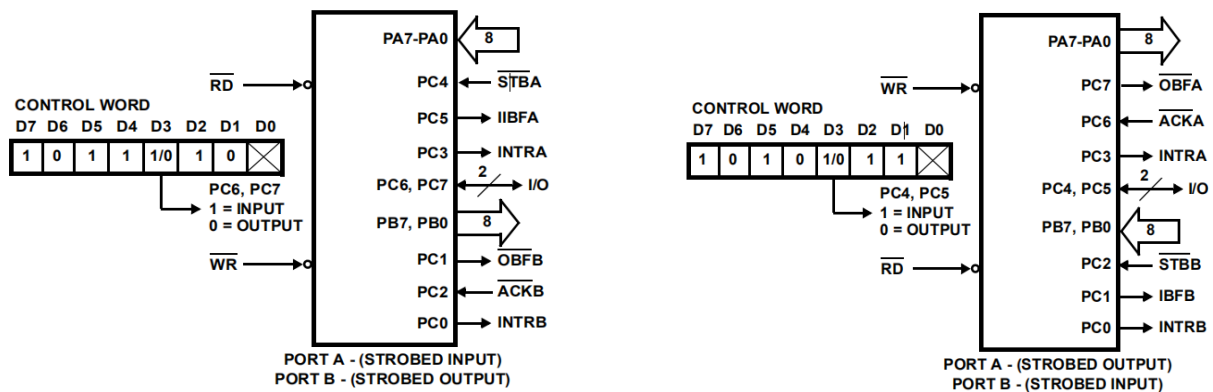 PA7-PA0
8
RD
PC4
STBA
CONTROL WORD
D7 D6 D5 D4 D3 D2 D1 D0
1 0 1 1 1/0 1 0
PC5
IIBFA
PC3
INTRA
PC6, PC7
1 = INPUT
0 = OUTPUT
PC6, PC7
2
I/O
PB7, PB0
8
WR
PC1
OBFB
PC2
ACKB
PC0
INTRB
PORT A - (STROBED INPUT)
PORT B - (STROBED OUTPUT)
PA7-PA0
8
WR
PC7
OBFA
CONTROL WORD
D7 D6 D5 D4 D3 D2 D1 D0
1 0 1 0 1/0 1 1
PC6
ACKA
PC3
INTRA
PC4, PC5
1 = INPUT
0 = OUTPUT
PC4, PC5
2
I/O
PB7, PB0
8
RD
PC2
STBB
PC1
IBFB
PC0
INTRB
PORT A - (STROBED OUTPUT)
PORT B - (STROBED INPUT)